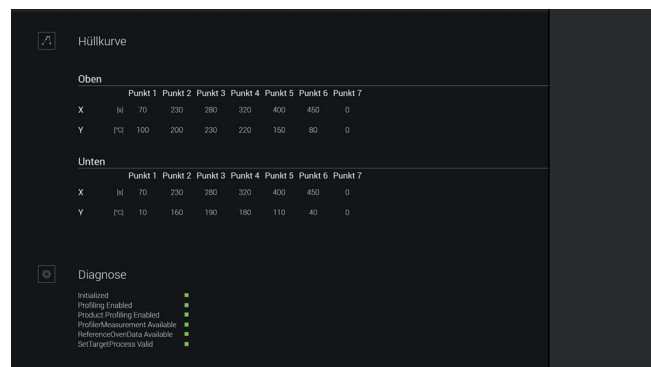 Hüllkurve
Oben
Punkt 1 Punkt 2 Punkt 3 Punkt 4 Punkt 5 Punkt 6 Punkt 7
X [s] 70 230 280 320 400 450 0
Y [°C] 100 200 230 220 150 80 0
Unten
Punkt 1 Punkt 2 Punkt 3 Punkt 4 Punkt 5 Punkt 6 Punkt 7
X [s] 70 230 280 320 400 450 0
Y [°C] 10 160 190 180 110 40 0
Diagnose
Initialized
Profiling Enabled
Product Profiling Enabled
ProfilerMeasurement Available
ReferenceOvenData Available
SetTargetProcess Valid